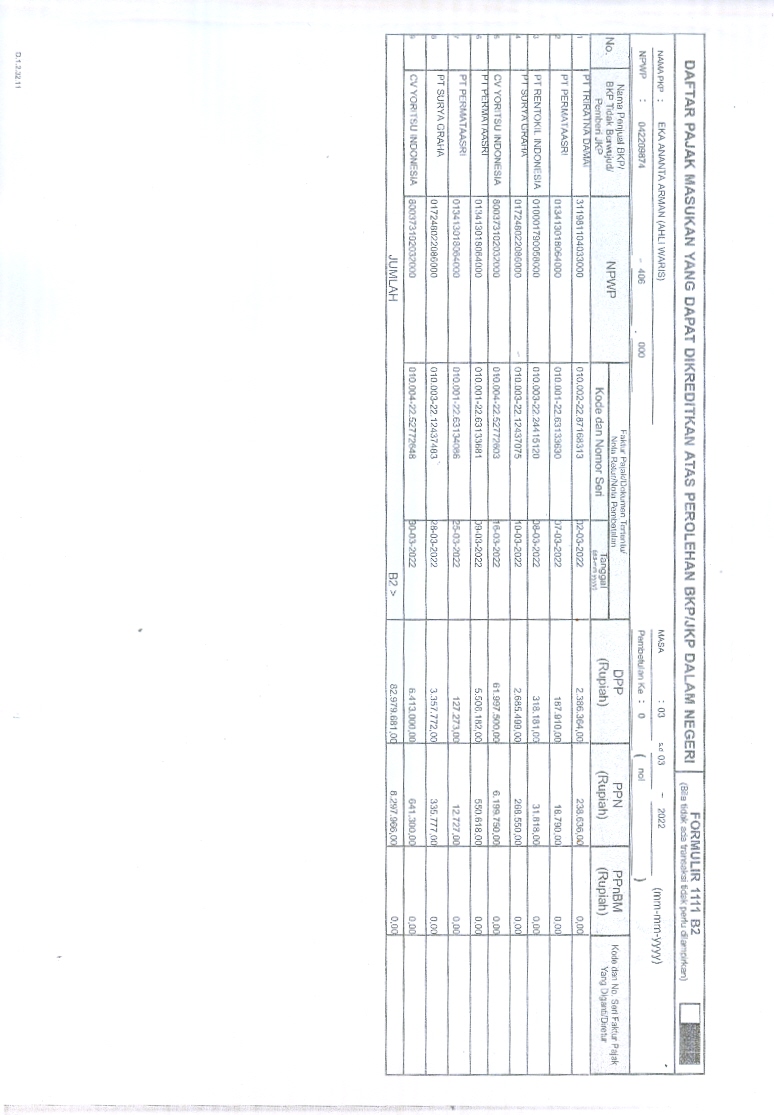 DAFTAR PAJAK MASUKAN YANG DAPAT DIKREDITKAN ATAS PEROLEHAN BKP/JKP DALAM NEGERI
FORMULIR 1111 B2
(Bila tidak ada transaksi tidak perlu dilampirkan)
NAMA PKP : EKA ANANTA ARMAN (AHLI WARIS)
MASA : 03 s.d 03 - 2022 (mm-mm-yyyy)
NPWP : 042209874 - 406 . 000
Pembetulan Ke : 0 ( nol )
No. Nama Penjual BKP/ BKP Tidak Berwujud/ Pemberi JKP NPWP Faktur Pajak/Dokumen Tertentu/ Nota Retur/Nota Pembatalan Kode dan Nomor Seri Tanggal (dd-mm-yyyy) DPP (Rupiah) PPN (Rupiah) PPnBM (Rupiah) Kode dan No. Seri Faktur Pajak Yang Diganti/Diretur
1 PT TRIRATNA DAMAI 311981104033000 010.002-22.87168313 02-03-2022 2.386.364,00 238.636,00 0,00
2 PT PERMATAASRI 013413018064000 010.001-22.63133630 07-03-2022 167.910,00 16.790,00 0,00
3 PT RENTOKIL INDONESIA 010001790058000 010.003-22.24415120 08-03-2022 318.181,00 31.818,00 0,00
4 PT SURYA GRAHA 017248022086000 010.003-22.12437075 10-03-2022 2.685.499,00 268.550,00 0,00
5 CV YORITSU INDONESIA 800373102032000 010.004-22.52772603 16-03-2022 61.997.500,00 6.199.750,00 0,00
6 PT PERMATAASRI 013413018064000 010.001-22.63133681 09-03-2022 5.506.182,00 550.618,00 0,00
7 PT PERMATAASRI 013413018064000 010.001-22.63134086 25-03-2022 127.273,00 12.727,00 0,00
8 PT SURYA GRAHA 017248022086000 010.003-22.12437483 28-03-2022 3.357.772,00 335.777,00 0,00
9 CV YORITSU INDONESIA 800373102032000 010.004-22.52772648 30-03-2022 6.413.000,00 641.300,00 0,00
JUMLAH B2 > 82.979.681,00 8.297.966,00 0,00
D.1.2.32.11